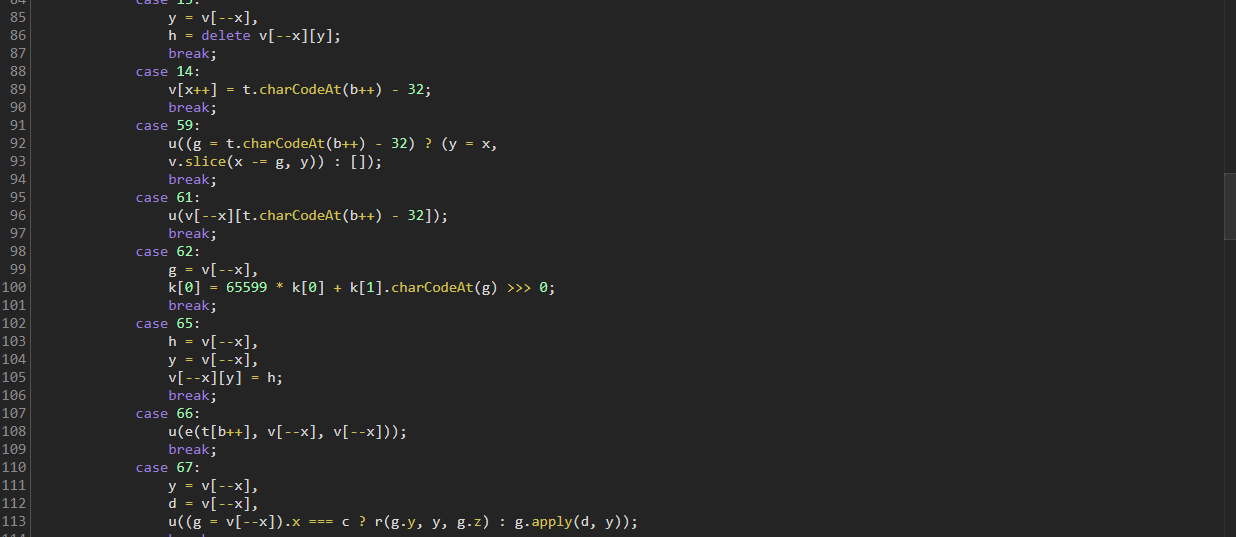 84 case 13:
85 y = v[--x],
86 h = delete v[--x][y];
87 break;
88 case 14:
89 v[x++] = t.charCodeAt(b++) - 32;
90 break;
91 case 59:
92 u((g = t.charCodeAt(b++) - 32) ? (y = x,
93 v.slice(x -= g, y)) : []);
94 break;
95 case 61:
96 u(v[--x][t.charCodeAt(b++) - 32]);
97 break;
98 case 62:
99 g = v[--x],
100 k[0] = 65599 * k[0] + k[1].charCodeAt(g) >>> 0;
101 break;
102 case 65:
103 h = v[--x],
104 y = v[--x],
105 v[--x][y] = h;
106 break;
107 case 66:
108 u(e(t[b++], v[--x], v[--x]));
109 break;
110 case 67:
111 y = v[--x],
112 d = v[--x],
113 u((g = v[--x]).x === c ? r(g.y, y, g.z) : g.apply(d, y));